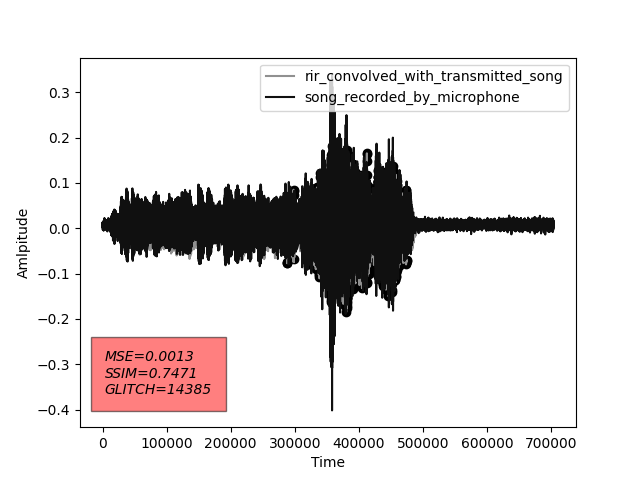 rir_convolved_with_transmitted_song
song_recorded_by_microphone
0.3
0.2
0.1
0.0
−0.1
−0.2
−0.3
−0.4
Amlpitude
MSE=0.0013
SSIM=0.7471
GLITCH=14385
0 100000 200000 300000 400000 500000 600000 700000
Time